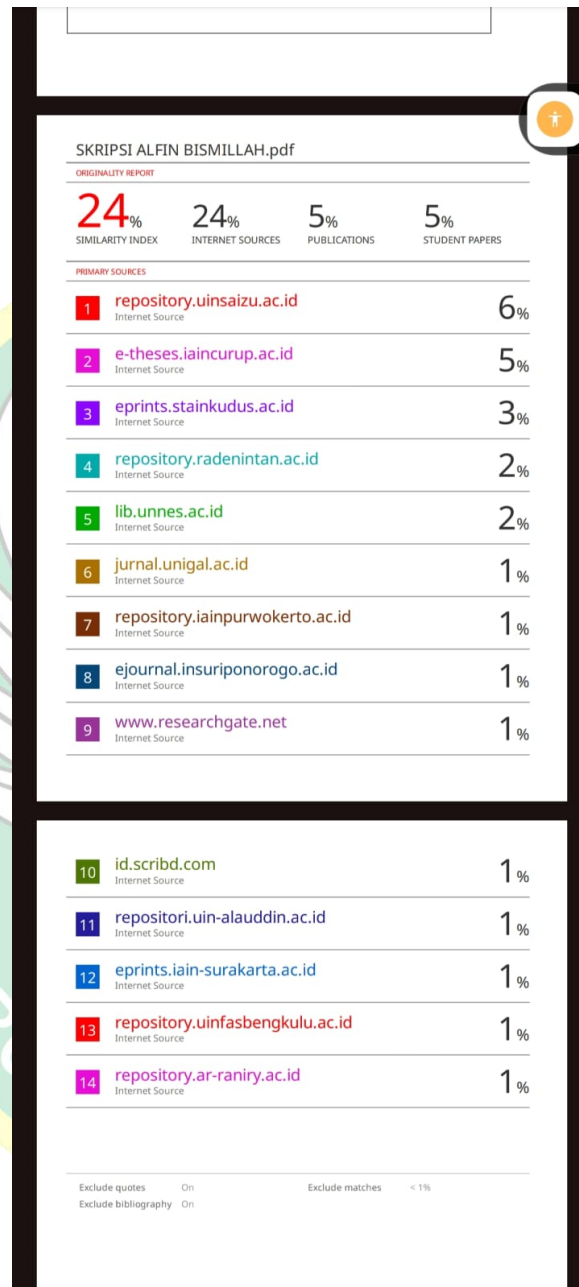 SKRIPSI ALFIN BISMILLAH.pdf
ORIGINALITY REPORT
24%
24%
5%
5%
SIMILARITY INDEX
INTERNET SOURCES
PUBLICATIONS
STUDENT PAPERS
PRIMARY SOURCES
1 repository.uinsaizu.ac.id 6%
Internet Source
2 e-theses.iaincurup.ac.id 5%
Internet Source
3 eprints.stainkudus.ac.id 3%
Internet Source
4 repository.radenintan.ac.id 2%
Internet Source
5 lib.unnes.ac.id 2%
Internet Source
6 jurnal.unigal.ac.id 1%
Internet Source
7 repository.iainpurwokerto.ac.id 1%
Internet Source
8 ejournal.insuriponorogo.ac.id 1%
Internet Source
9 www.researchgate.net 1%
Internet Source
10 id.scribd.com 1%
Internet Source
11 repositori.uin-alauddin.ac.id 1%
Internet Source
12 eprints.iain-surakarta.ac.id 1%
Internet Source
13 repository.uinfasbengkulu.ac.id 1%
Internet Source
14 repository.ar-raniry.ac.id 1%
Internet Source
Exclude quotes On Exclude matches < 1%
Exclude bibliography On